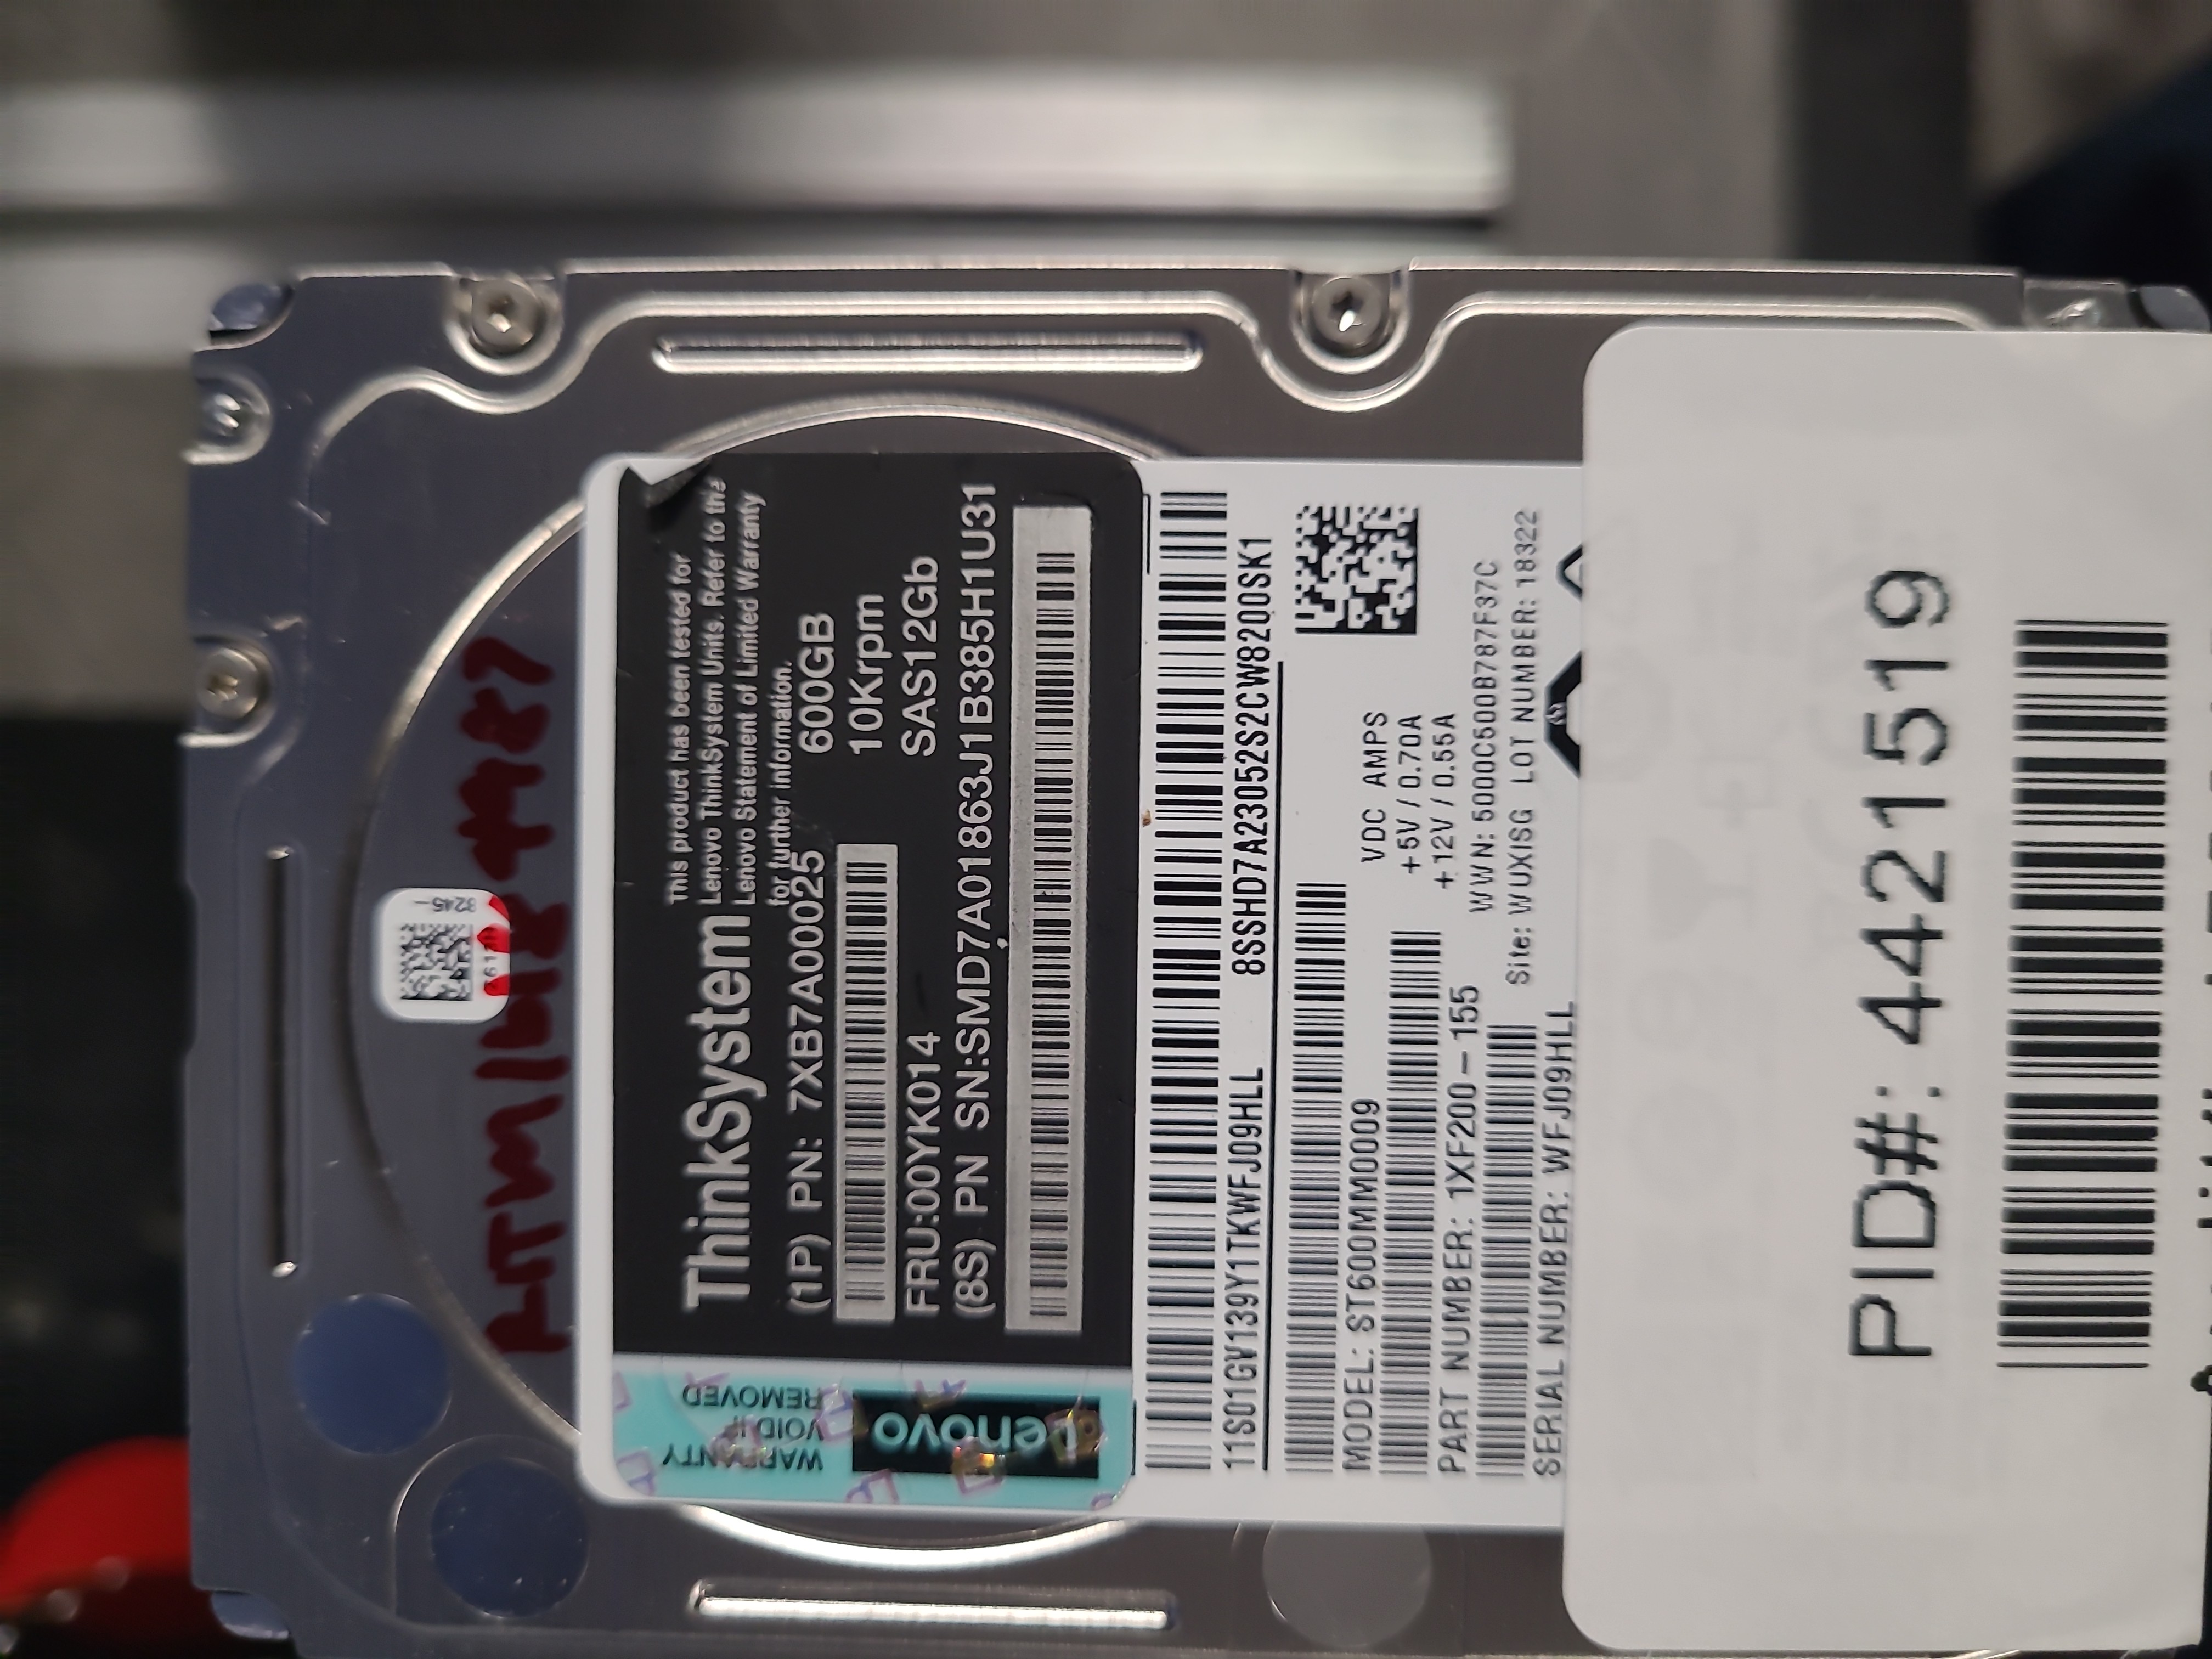 8245-
This product has been tested for
Lenovo ThinkSystem Units. Refer to the
Lenovo Statement of Limited Warranty
for further information.
ThinkSystem
WARRANTY
VOID IF
REMOVED
Lenovo
(1P) PN: 7XB7A00025
600GB
10Krpm
SAS12Gb
FRU:00YK014
(8S) PN SN:SMD7A01863J1B385H1U31
11S01GV139Y1TKWFJ09HLL 8SSHD7A23052S2CW8200SK1
MODEL: ST600MM0009
VDC AMPS
+5V / 0.70A
+12V / 0.55A
PART NUMBER: 1XF200-155
WWN: 5000C500B787F37C
Site: WUXISG LOT NUMBER: 18322
SERIAL NUMBER: WFJ09HLL
PID#: 4421519